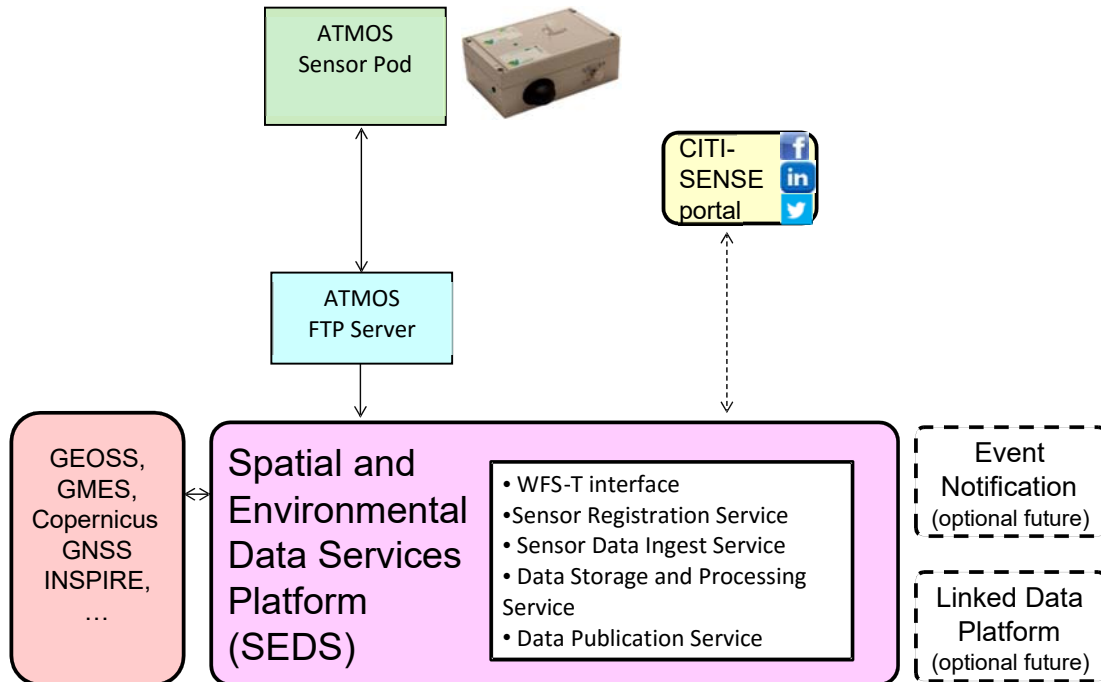 ATMOS
Sensor Pod
CITI-
SENSE
portal
f
in
ATMOS
FTP Server
GEOSS,
GMES,
Copernicus
GNSS
INSPIRE,
…
Spatial and
Environmental
Data Services
Platform
(SEDS)
• WFS-T interface
•Sensor Registration Service
• Sensor Data Ingest Service
• Data Storage and Processing
Service
• Data Publication Service
Event
Notification
(optional future)
Linked Data
Platform
(optional future)